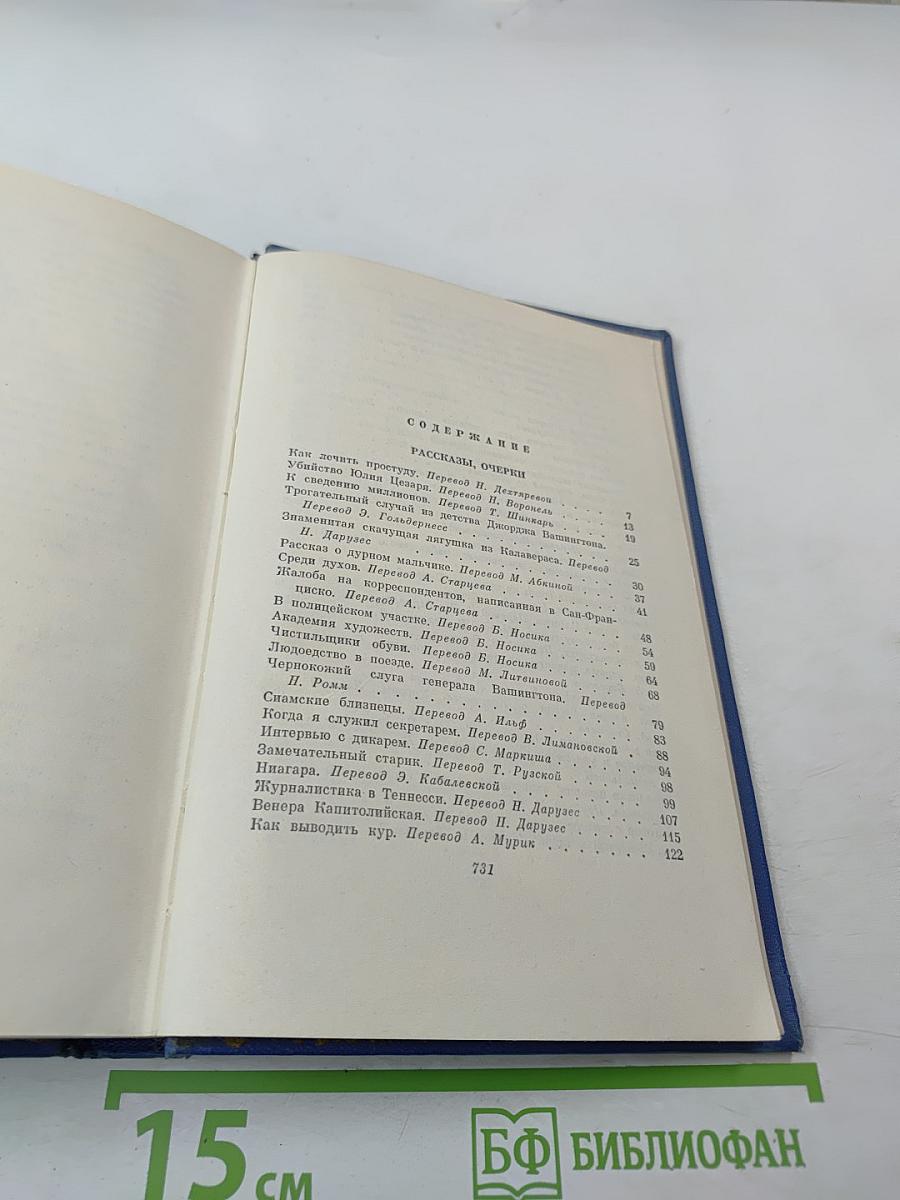 СОДЕРЖАНИЕ
РАССКАЗЫ, ОЧЕРКИ
Как лечить простуду. Перевод Н. Дехтяревой . . . . 7
Убийство Юлия Цезаря. Перевод Н. Воронель . . . . 13
К сведению миллионов. Перевод Т. Шинкарь . . . . 19
Трогательный случай из детства Джорджа Вашингтона.
Перевод Э. Гольдернесс . . . . . . . . . . 25
Знаменитая скачущая лягушка из Калавераса. Перевод
Н. Дарузес . . . . . . . . . . . . . 30
Рассказ о дурном мальчике. Перевод М. Абкиной . . . 37
Среди духов. Перевод А. Старцева . . . . . . . 41
Жалоба на корреспондентов, написанная в Сан-Фран-
циско. Перевод А. Старцева . . . . . . . . 48
В полицейском участке. Перевод Б. Носика . . . . . 54
Академия художеств. Перевод Б. Носика . . . . . . 59
Чистильщики обуви. Перевод Б. Носика . . . . . . 64
Людоедство в поезде. Перевод М. Литвиновой . . . . 68
Чернокожий слуга генерала Вашингтона. Перевод
Н. Ромм . . . . . . . . . . . . . . 79
Сиамские близнецы. Перевод А. Ильф . . . . . . 83
Когда я служил секретарем. Перевод В. Лимановской . 88
Интервью с дикарем. Перевод С. Маркиша . . . . . . 94
Замечательный старик. Перевод Т. Рузской . . . . . 98
Ниагара. Перевод Э. Кабалевской . . . . . . . . 99
Журналистика в Теннесси. Перевод Н. Дарузес . . . . 107
Венера Капитолийская. Перевод Н. Дарузес . . . . . 115
Как выводить кур. Перевод А. Мурик . . . . . . . 122
731
15 см
БФ БИБЛИОФАН